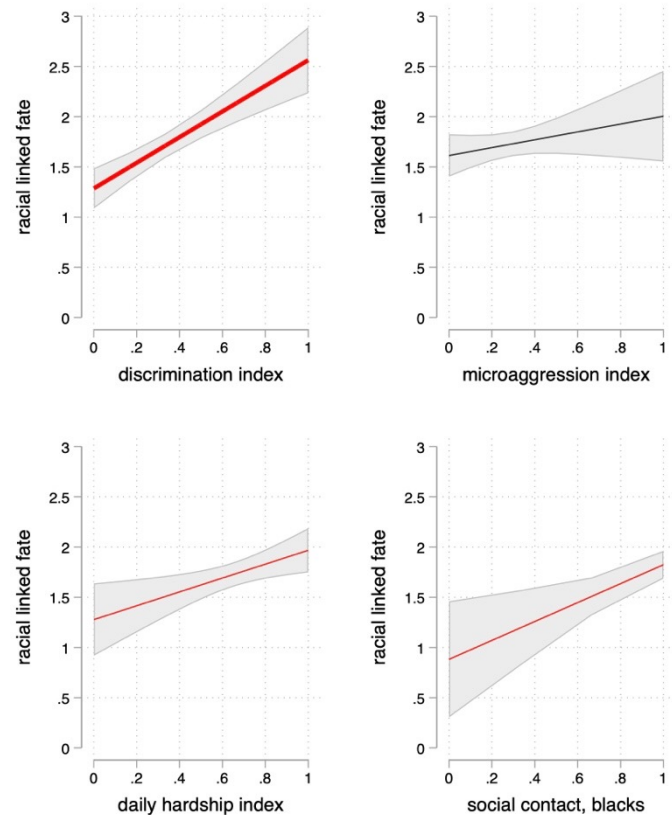 3
2.5
2
1.5
1
.5
0
racial linked fate
0 .2 .4 .6 .8 1
discrimination index
3
2.5
2
1.5
1
.5
0
racial linked fate
0 .2 .4 .6 .8 1
microaggression index
3
2.5
2
1.5
1
.5
0
racial linked fate
0 .2 .4 .6 .8 1
daily hardship index
3
2.5
2
1.5
1
.5
0
racial linked fate
0 .2 .4 .6 .8 1
social contact, blacks